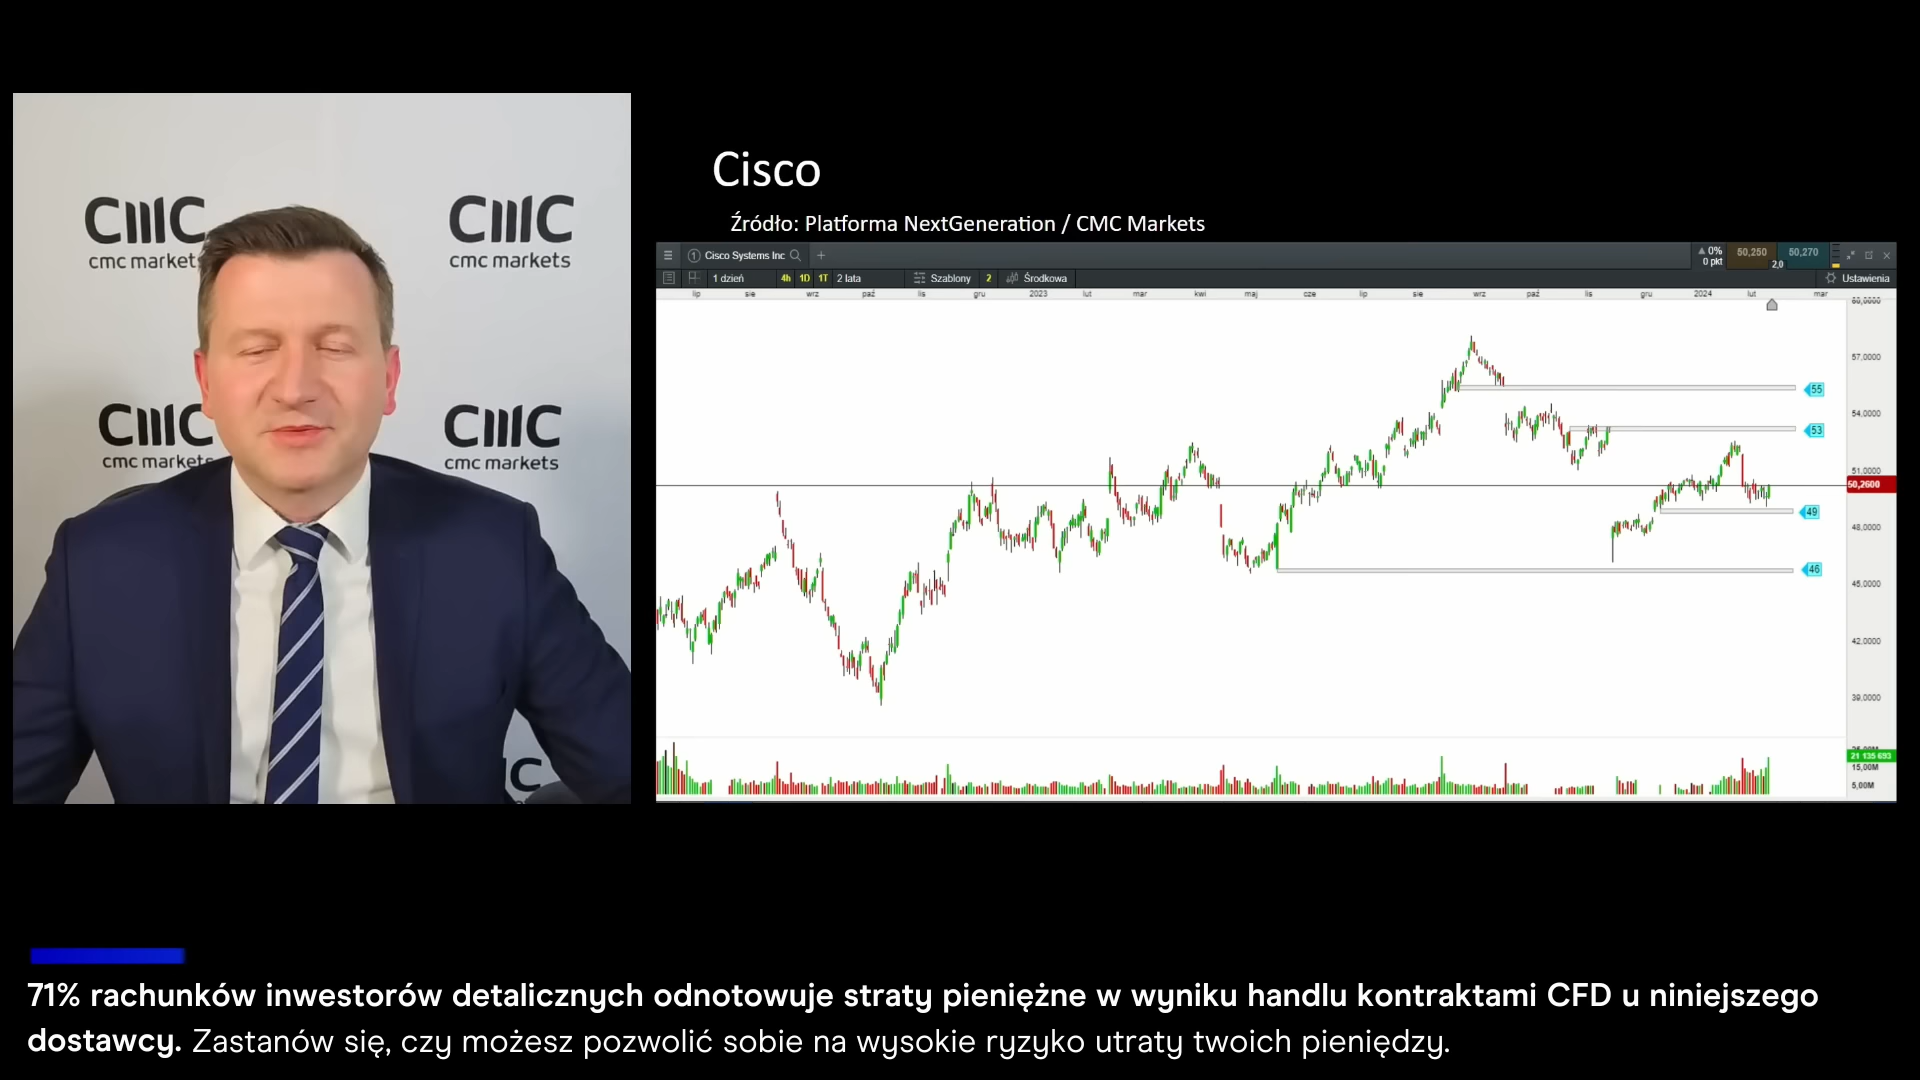 Cisco
Źródło: Platforma NextGeneration / CMC Markets
CMC CMC
cmc markets cmc markets
CMC CMC
cmc markets cmc markets
1 Cisco Systems Inc + 0% 50,250 50,270
0 pkt 2,0
1 dzień 4h 1D 1T 2 lata Szablony 2 Środkowa Ustawienia
lip sie wrz paź lis gru 2023 lut mar kwi maj cze lip sie wrz paź lis gru 2024 lut mar
60,0000
57,0000
55
54,0000
53
51,0000
50,2600
49
48,0000
46
45,0000
42,0000
39,0000
21 135 693
15,00M
5,00M
71% rachunków inwestorów detalicznych odnotowuje straty pieniężne w wyniku handlu kontraktami CFD u niniejszego
dostawcy. Zastanów się, czy możesz pozwolić sobie na wysokie ryzyko utraty twoich pieniędzy.